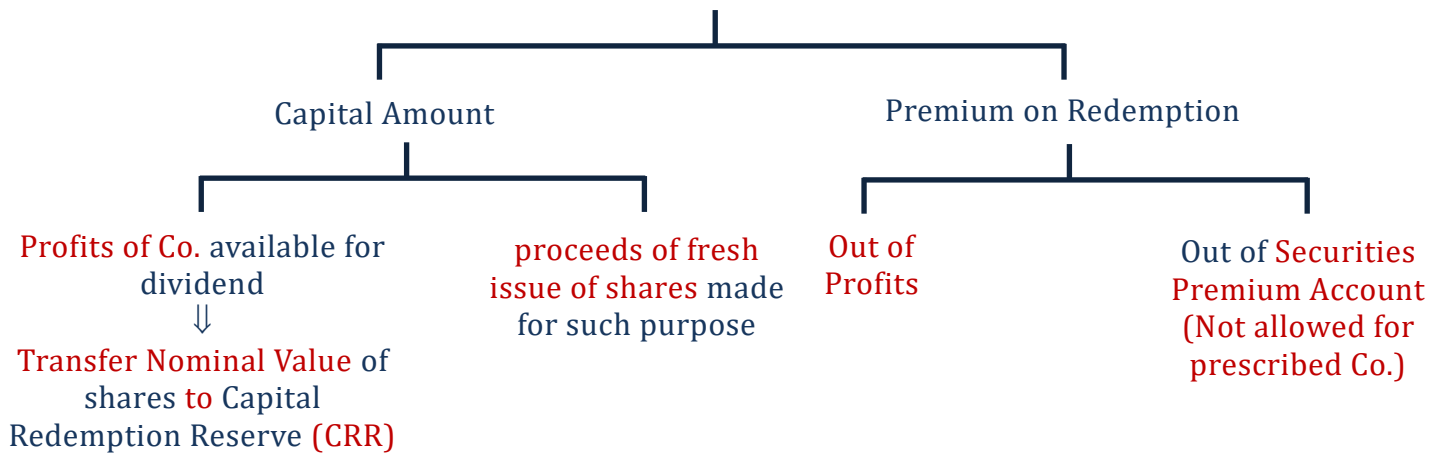 Capital Amount
Premium on Redemption
Profits of Co. available for
dividend
⇓
Transfer Nominal Value of
shares to Capital
Redemption Reserve (CRR)
proceeds of fresh
issue of shares made
for such purpose
Out of
Profits
Out of Securities
Premium Account
(Not allowed for
prescribed Co.)